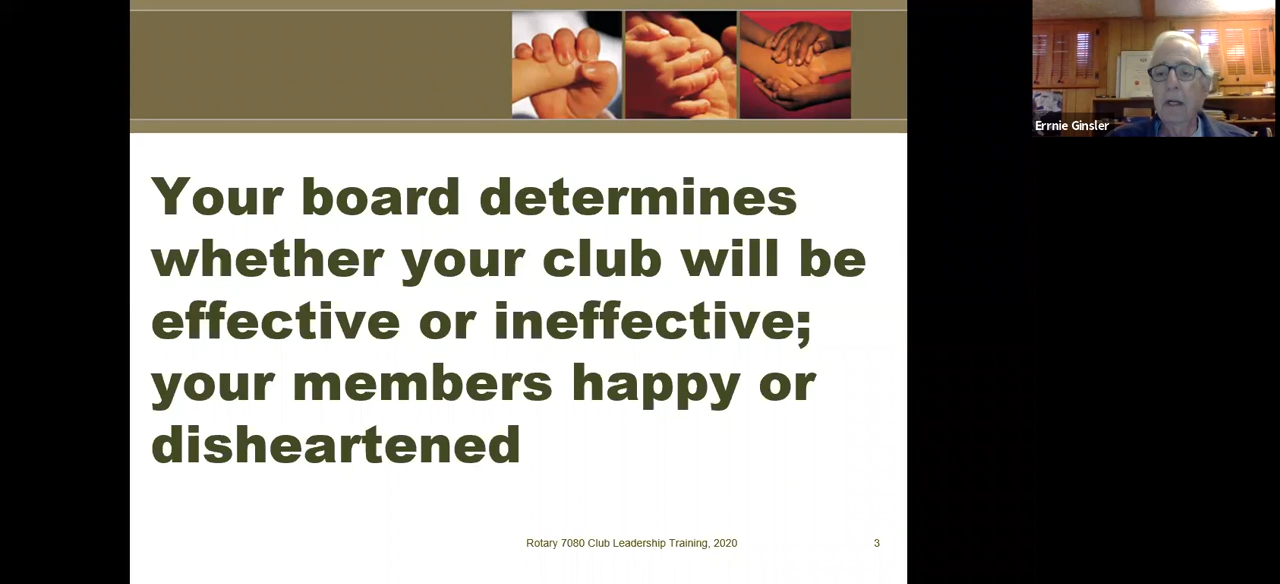 Errnie Ginsler
Your board determines
whether your club will be
effective or ineffective;
your members happy or
disheartened
Rotary 7080 Club Leadership Training, 2020
3